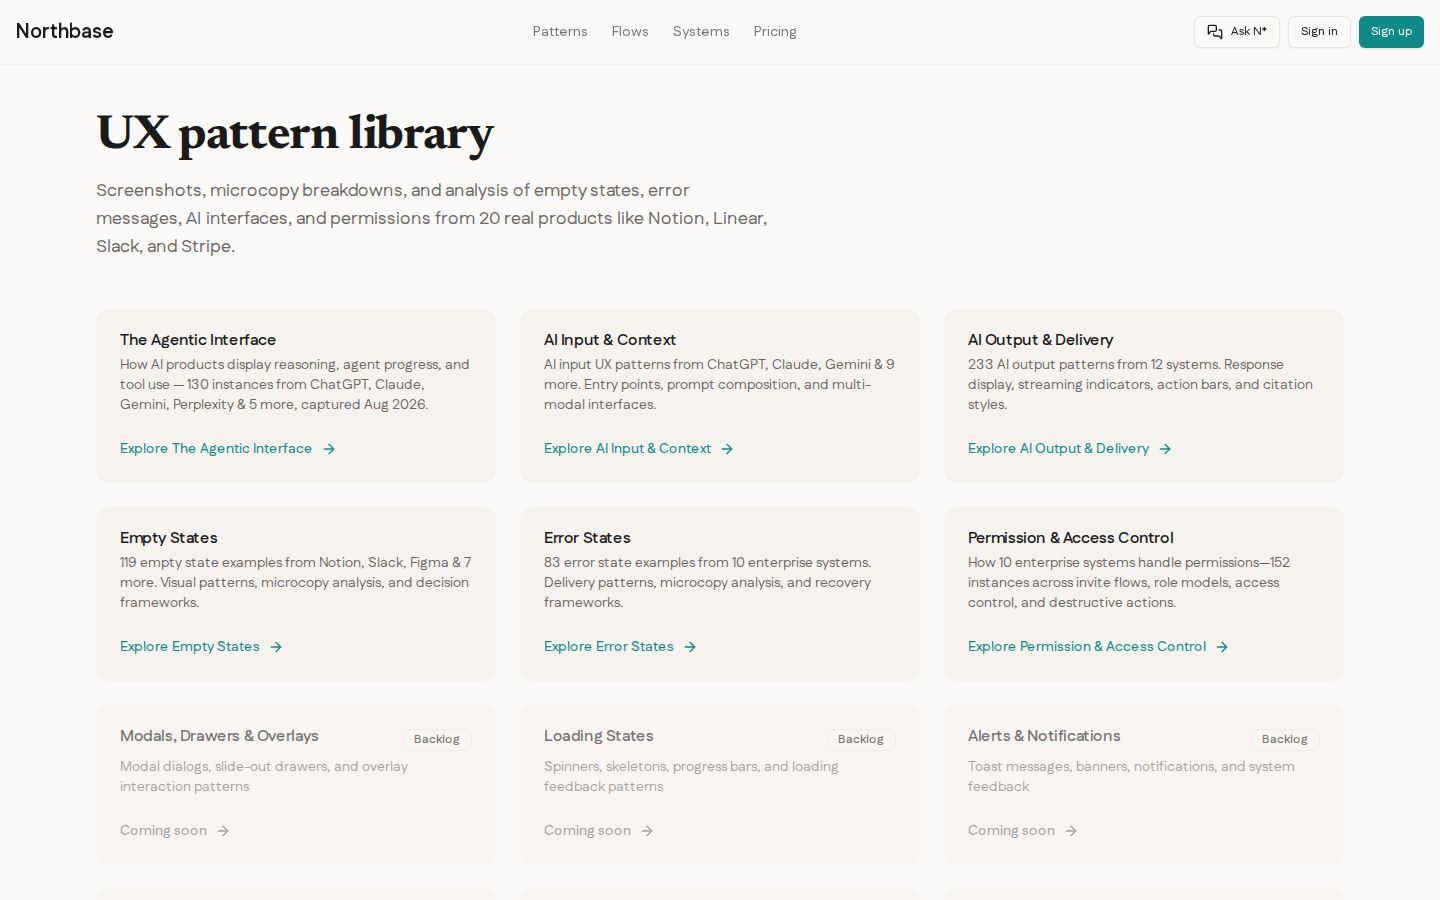 Northbase
Patterns
Flows
Systems
Pricing
Ask N*
Sign in
Sign up
UX pattern library
Screenshots, microcopy breakdowns, and analysis of empty states, error
messages, AI interfaces, and permissions from 20 real products like Notion, Linear,
Slack, and Stripe.
The Agentic Interface
How AI products display reasoning, agent progress, and
tool use — 130 instances from ChatGPT, Claude,
Gemini, Perplexity & 5 more, captured Aug 2026.
Explore The Agentic Interface
AI Input & Context
AI input UX patterns from ChatGPT, Claude, Gemini & 9
more. Entry points, prompt composition, and multi-
modal interfaces.
Explore AI Input & Context
AI Output & Delivery
233 AI output patterns from 12 systems. Response
display, streaming indicators, action bars, and citation
styles.
Explore AI Output & Delivery
Empty States
119 empty state examples from Notion, Slack, Figma & 7
more. Visual patterns, microcopy analysis, and decision
frameworks.
Explore Empty States
Error States
83 error state examples from 10 enterprise systems.
Delivery patterns, microcopy analysis, and recovery
frameworks.
Explore Error States
Permission & Access Control
How 10 enterprise systems handle permissions—152
instances across invite flows, role models, access
control, and destructive actions.
Explore Permission & Access Control
Modals, Drawers & Overlays
Backlog
Modal dialogs, slide-out drawers, and overlay
interaction patterns
Coming soon
Loading States
Backlog
Spinners, skeletons, progress bars, and loading
feedback patterns
Coming soon
Alerts & Notifications
Backlog
Toast messages, banners, notifications, and system
feedback
Coming soon